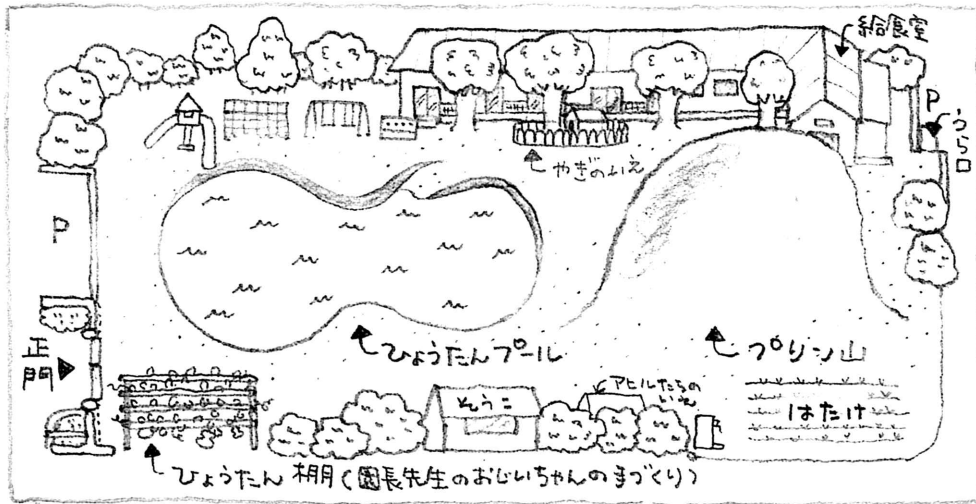 給食室
P
うら口
やぎのいえ
P
ひょうたんプール
プリン山
正門
そうこ
アヒルたちの
いえ
はたけ
ひょうたん棚(園長先生のおじいちゃんの手づくり)